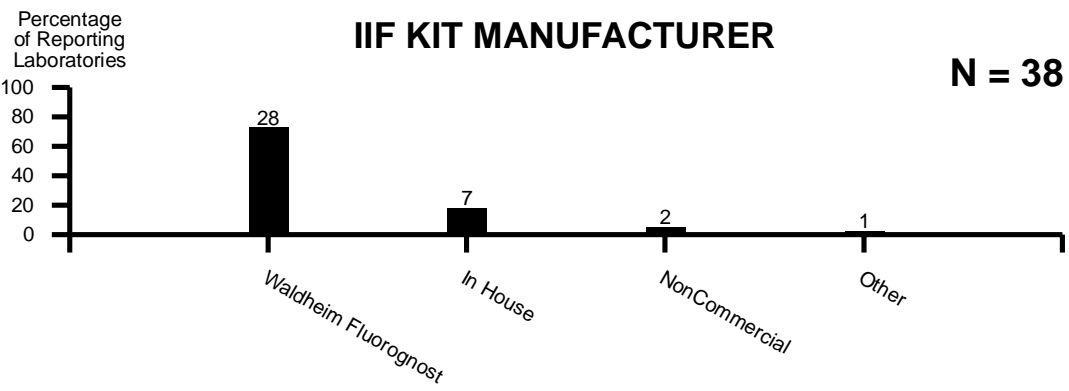 Percentage
of Reporting
Laboratories
IIF KIT MANUFACTURER
N = 38
100
80
60
40
20
0
28
7
2
1
Waldheim Fluorognost
In House
NonCommercial
Other